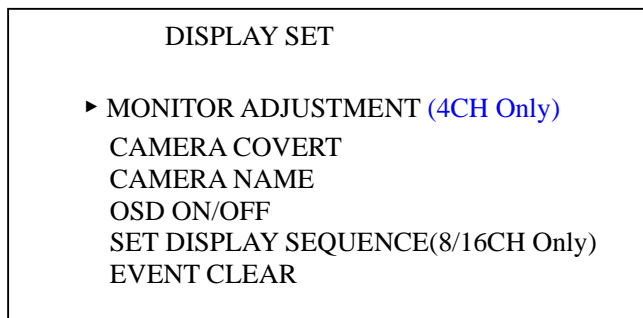 DISPLAY SET
▶ MONITOR ADJUSTMENT (4CH Only)
CAMERA COVERT
CAMERA NAME
OSD ON/OFF
SET DISPLAY SEQUENCE(8/16CH Only)
EVENT CLEAR